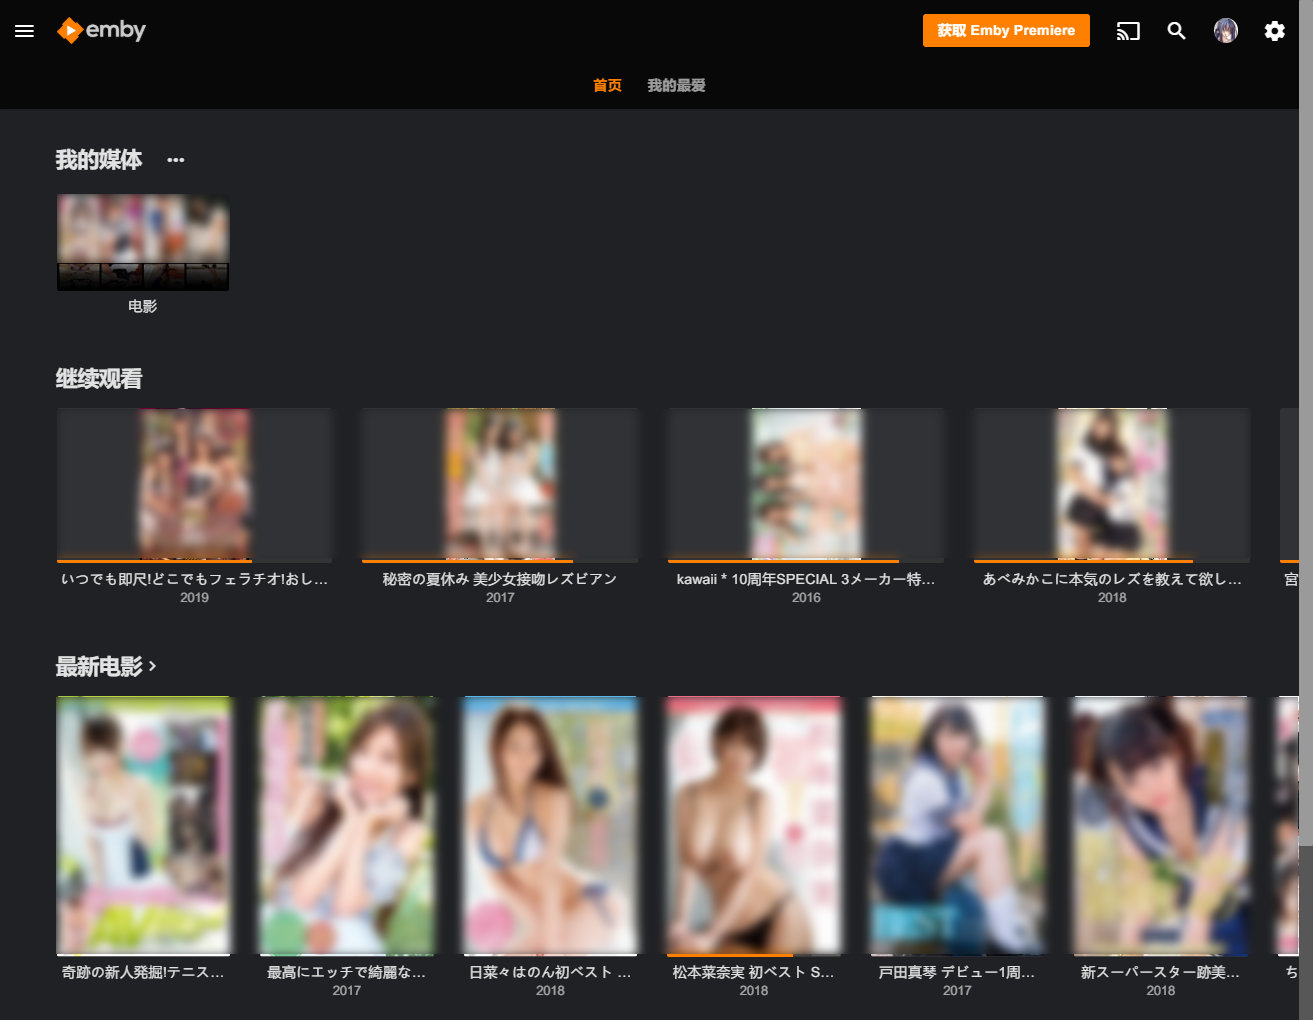 emby
获取 Emby Premiere
首页
我的最爱
我的媒体
电影
继续观看
いつでも即尺!どこでもフェラチオ!おし…
2019
秘密の夏休み 美少女接吻レズビアン
2017
kawaii * 10周年SPECIAL 3メーカー特…
2016
あべみかこに本気のレズを教えて欲し…
2018
宮
最新电影
奇跡の新人発掘!テニス…
最高にエッチで綺麗な…
2017
日菜々はのん初ベスト …
2018
松本菜奈実 初ベスト S…
2018
戸田真琴 デビュー1周…
2017
新スーパースター跡美…
2018
ち